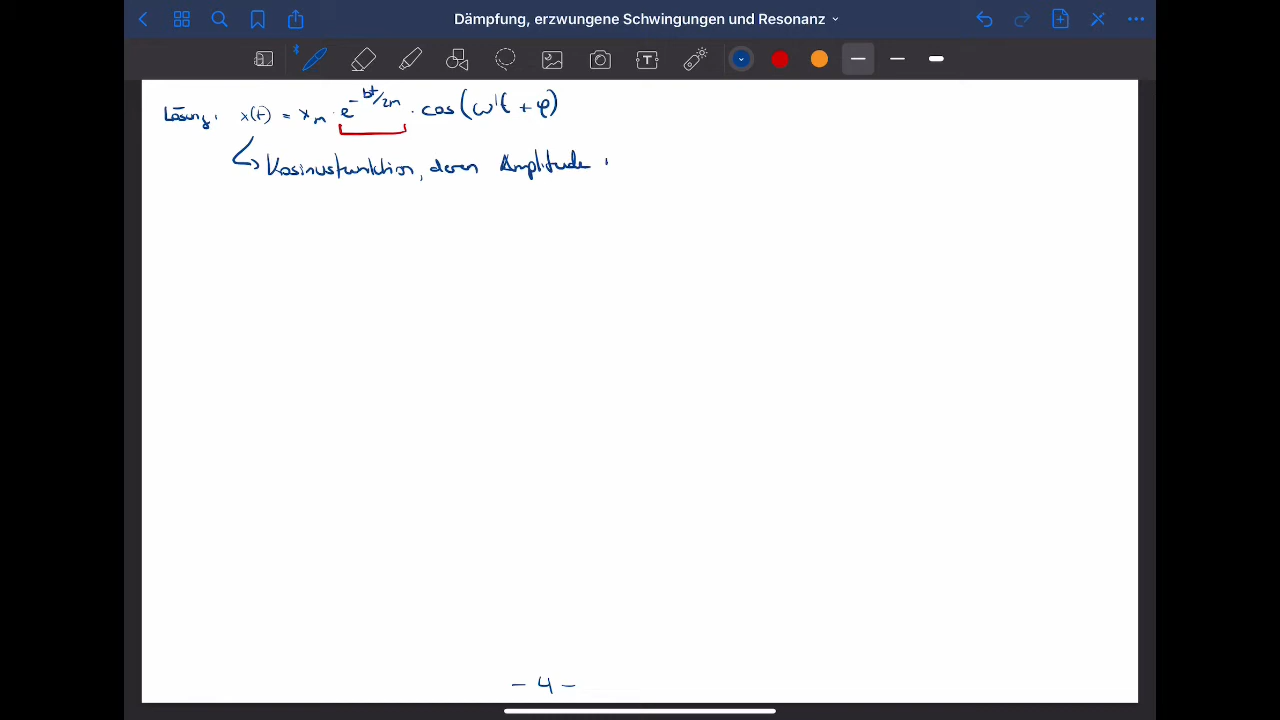 Dämpfung, erzwungene Schwingungen und Resonanz
Lösung: x(t) = xₘ · e^(-bt/2m) · cos(ω't + φ)
Kosinusfunktion, deren Amplitude
- 4 -